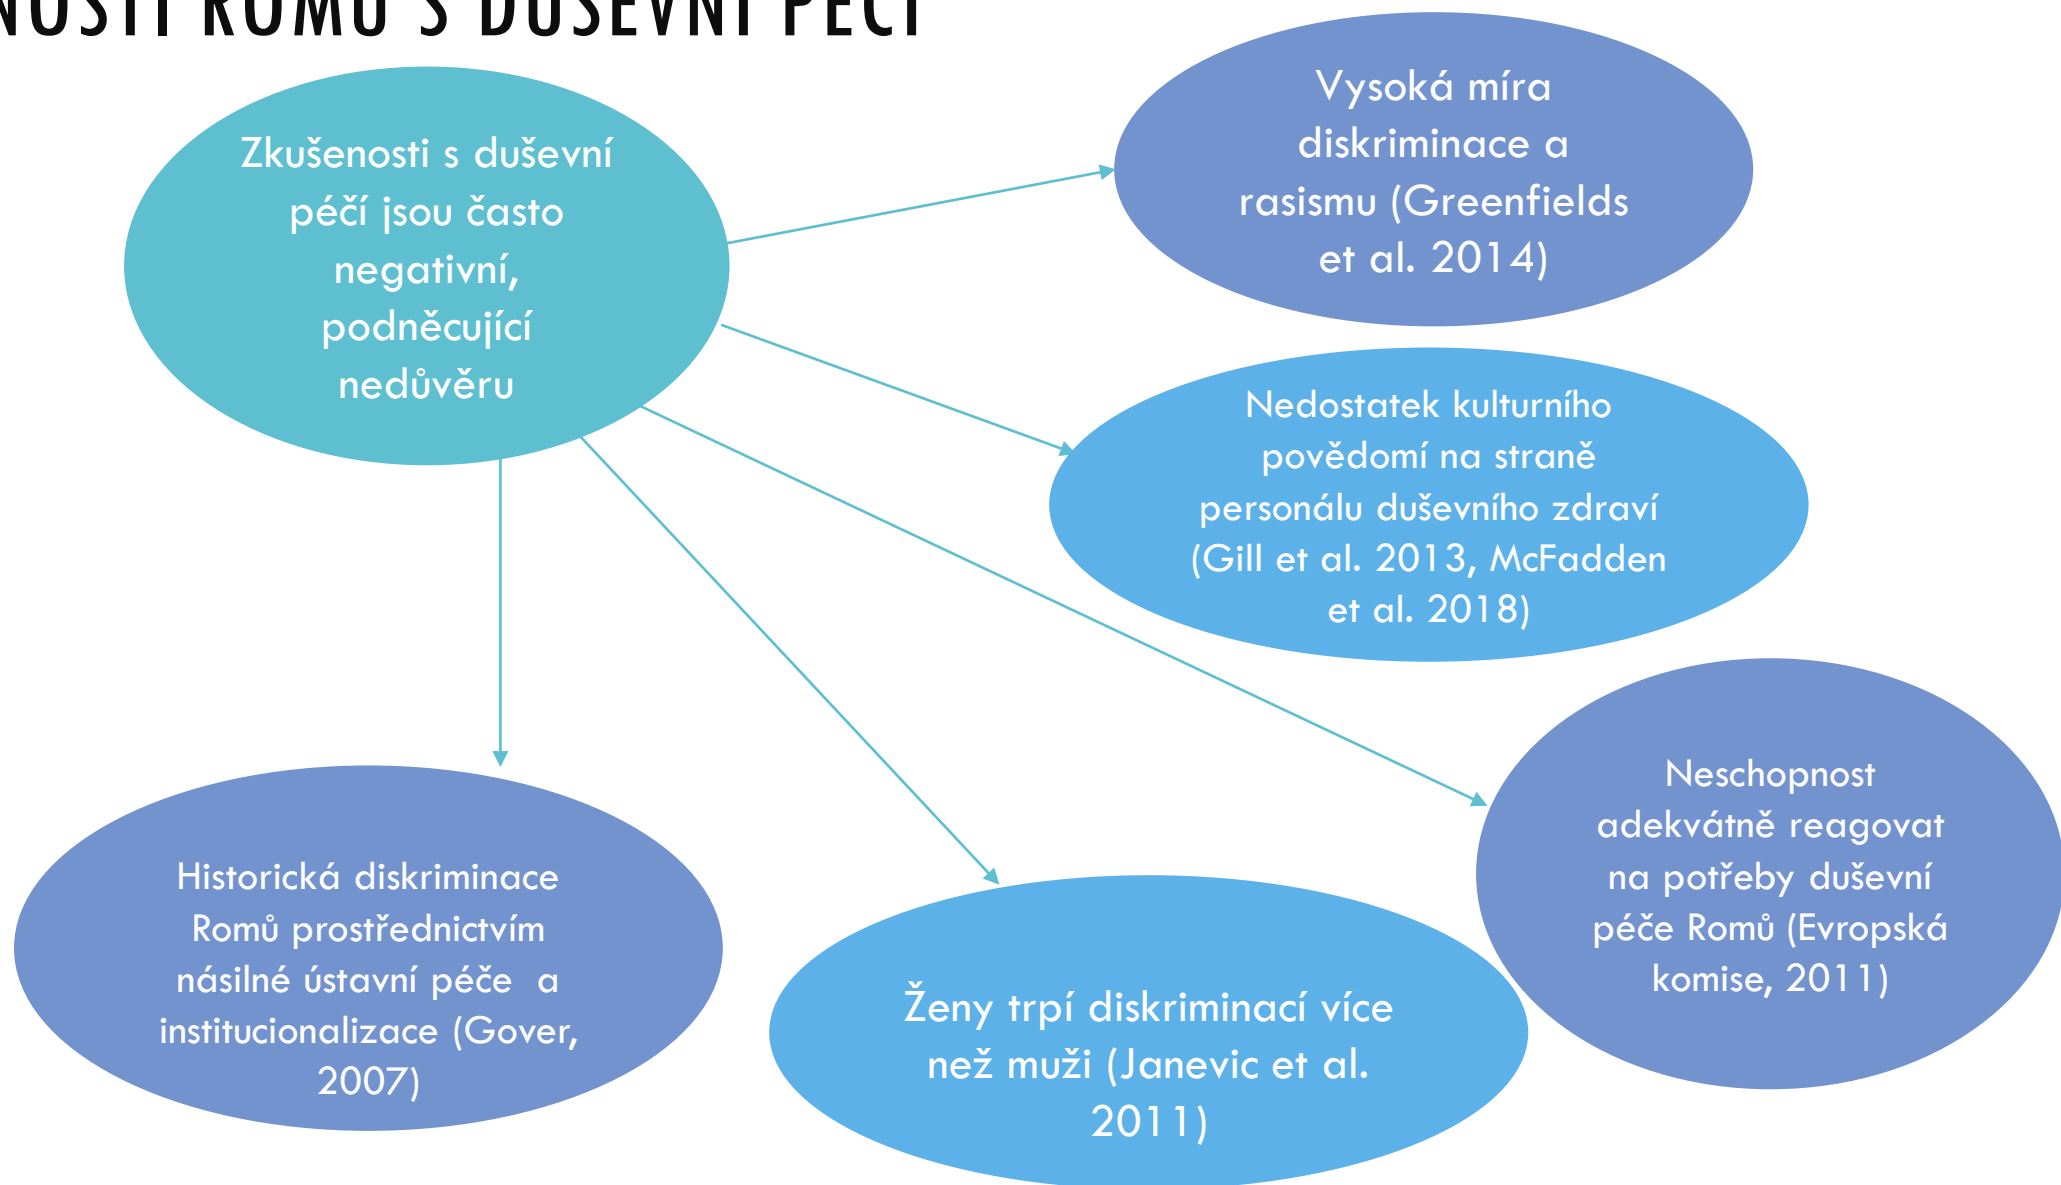 NOSTI ROMŮ S DUŠEVNÍ PÉČÍ
Zkušenosti s duševní
péčí jsou často
negativní,
podněcující
nedůvěru
Vysoká míra
diskriminace a
rasismu (Greenfields
et al. 2014)
Nedostatek kulturního
povědomí na straně
personálu duševního zdraví
(Gill et al. 2013, McFadden
et al. 2018)
Neschopnost
adekvátně reagovat
na potřeby duševní
péče Romů (Evropská
komise, 2011)
Ženy trpí diskriminací více
než muži (Janevic et al.
2011)
Historická diskriminace
Romů prostřednictvím
násilné ústavní péče  a
institucionalizace (Gover,
2007)